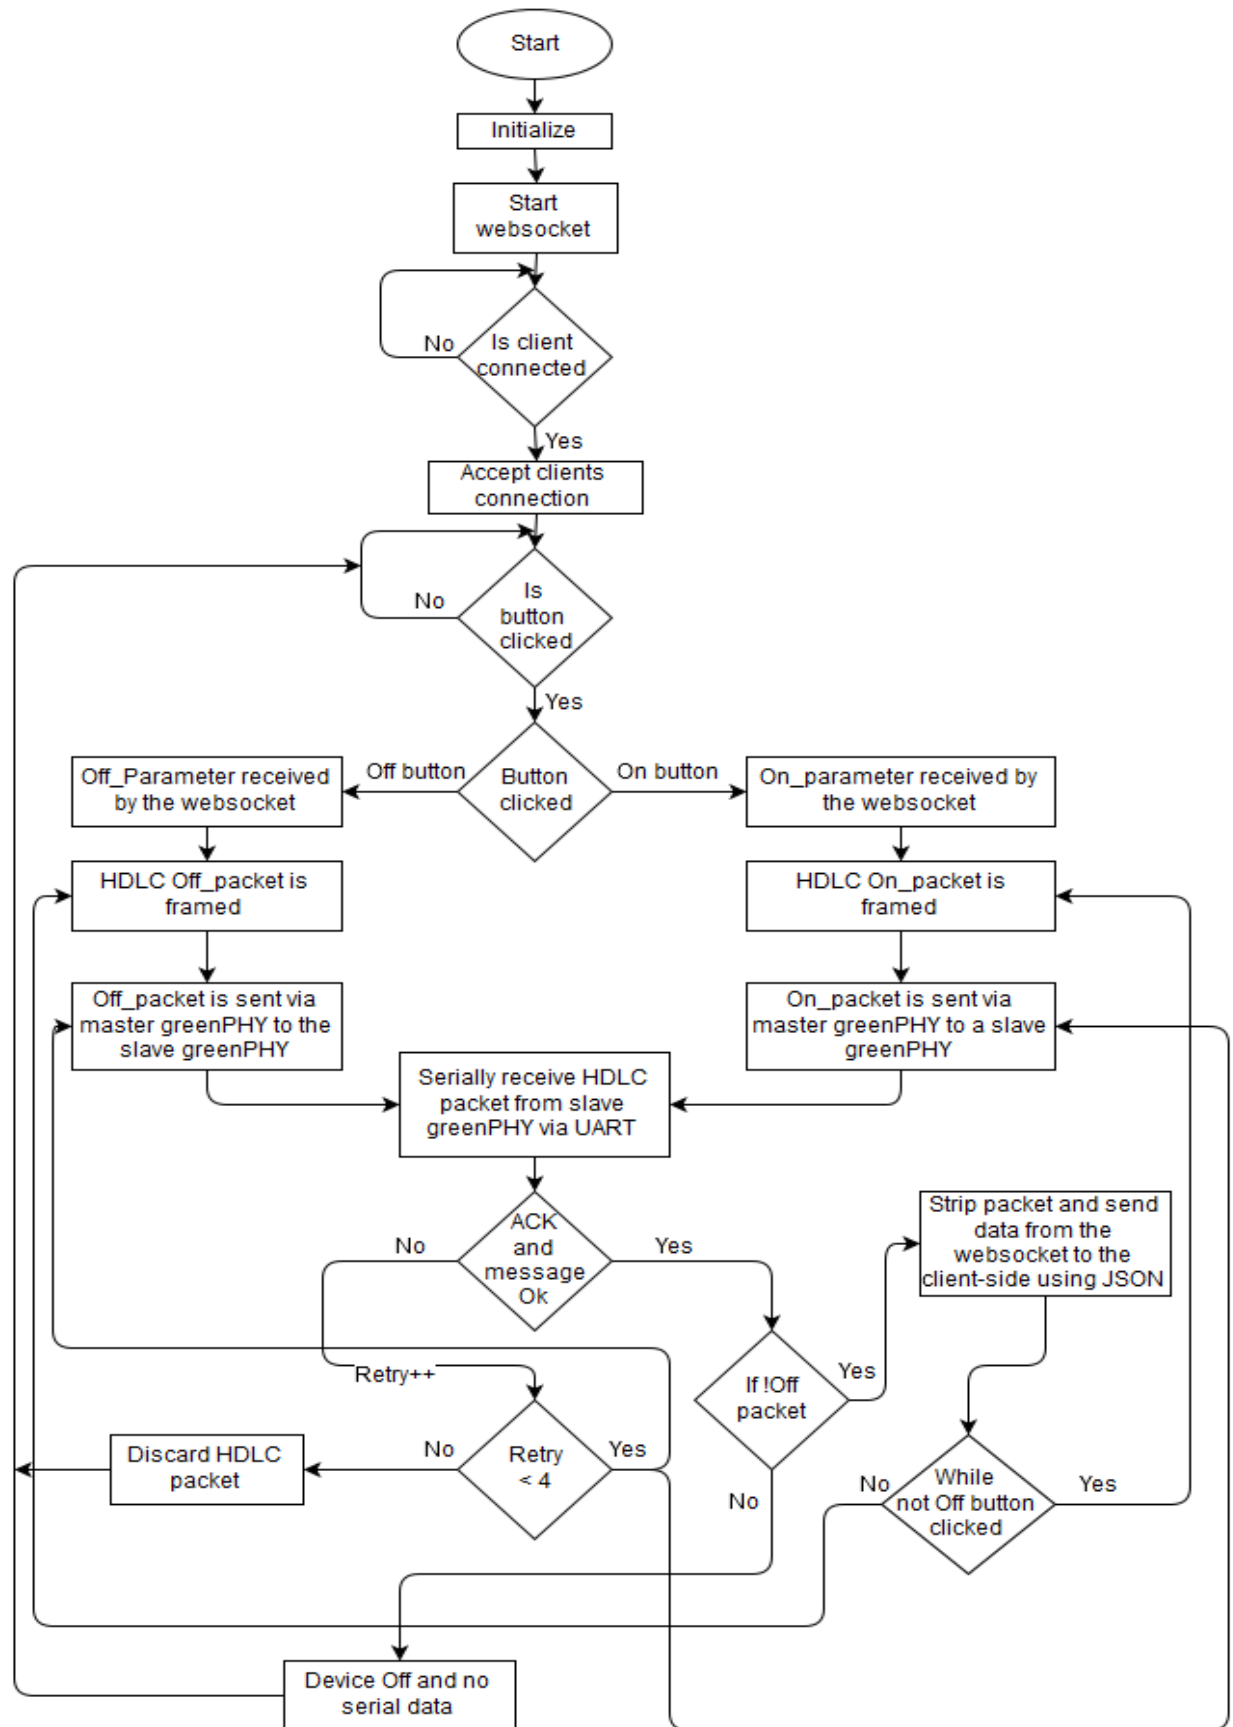 Start
Initialize
Start
websocket
No
Is client
connected
Yes
Accept clients
connection
No
Is
button
clicked
Yes
Off_Parameter received
by the websocket
Off button
Button
clicked
On button
On_parameter received by
the websocket
HDLC Off_packet is
framed
HDLC On_packet is
framed
Off_packet is sent via
master greenPHY to the
slave greenPHY
On_packet is sent via
master greenPHY to a slave
greenPHY
Serially receive HDLC
packet from slave
greenPHY via UART
No
ACK
and
message
Ok
Yes
Strip packet and send
data from the
websocket to the
client-side using JSON
Retry++
If !Off
packet
Yes
Discard HDLC
packet
No
Retry
< 4
Yes
No
No
While
not Off button
clicked
Yes
Device Off and no
serial data